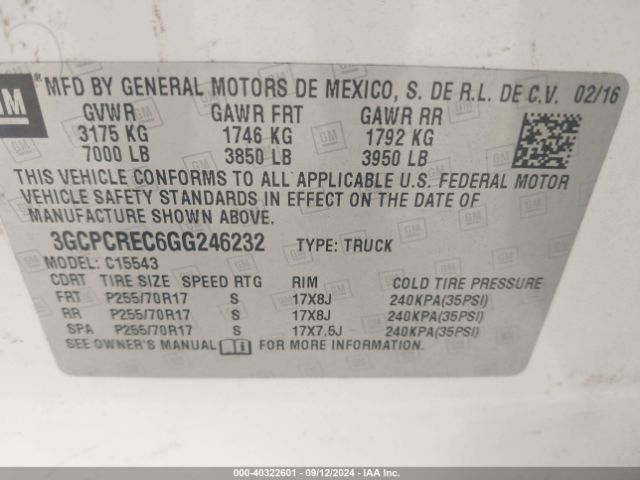 GM
MFD BY GENERAL MOTORS DE MEXICO, S. DE R.L. DE C.V. 02/16
GVWR GAWR FRT GAWR RR
3175 KG 1746 KG 1792 KG
7000 LB 3850 LB 3950 LB
THIS VEHICLE CONFORMS TO ALL APPLICABLE U.S. FEDERAL MOTOR
VEHICLE SAFETY STANDARDS IN EFFECT ON THE DATE OF
MANUFACTURE SHOWN ABOVE.
3GCPCREC6GG246232 TYPE: TRUCK
MODEL: C15543
CDRT TIRE SIZE SPEED RTG RIM COLD TIRE PRESSURE
FRT P255/70R17 S 17X8J 240KPA(35PSI)
RR P255/70R17 S 17X8J 240KPA(35PSI)
SPA P255/70R17 S 17X7.5J 240KPA(35PSI)
SEE OWNER'S MANUAL FOR MORE INFORMATION.
000-40322601 - 09/12/2024 - IAA Inc.